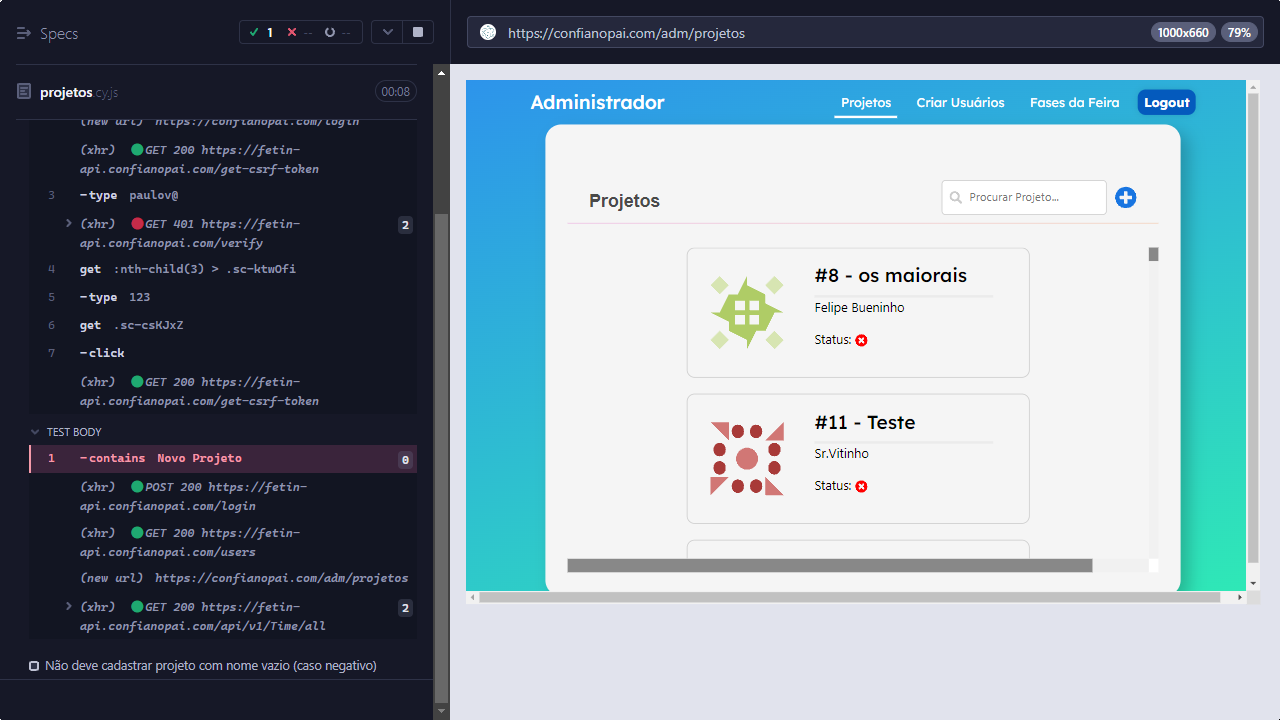 Specs
1
--
--
https://confianopai.com/adm/projetos
1000x660
79%
projetos.cy.js
00:08
(new url) https://confianopai.com/login
(xhr) GET 200 https://fetin-
api.confianopai.com/get-csrf-token
3 -type paulov@
(xhr) GET 401 https://fetin-
api.confianopai.com/verify
2
4 get :nth-child(3) > .sc-ktwOfi
5 -type 123
6 get .sc-csKJxZ
7 -click
(xhr) GET 200 https://fetin-
api.confianopai.com/get-csrf-token
TEST BODY
1 -contains Novo Projeto 0
(xhr) POST 200 https://fetin-
api.confianopai.com/login
(xhr) GET 200 https://fetin-
api.confianopai.com/users
(new url) https://confianopai.com/adm/projetos
(xhr) GET 200 https://fetin-
api.confianopai.com/api/v1/Time/all
2
Não deve cadastrar projeto com nome vazio (caso negativo)
Administrador
Projetos
Criar Usuários
Fases da Feira
Logout
Projetos
Procurar Projeto...
#8 - os maiorais
Felipe Bueninho
Status:
#11 - Teste
Sr.Vitinho
Status: